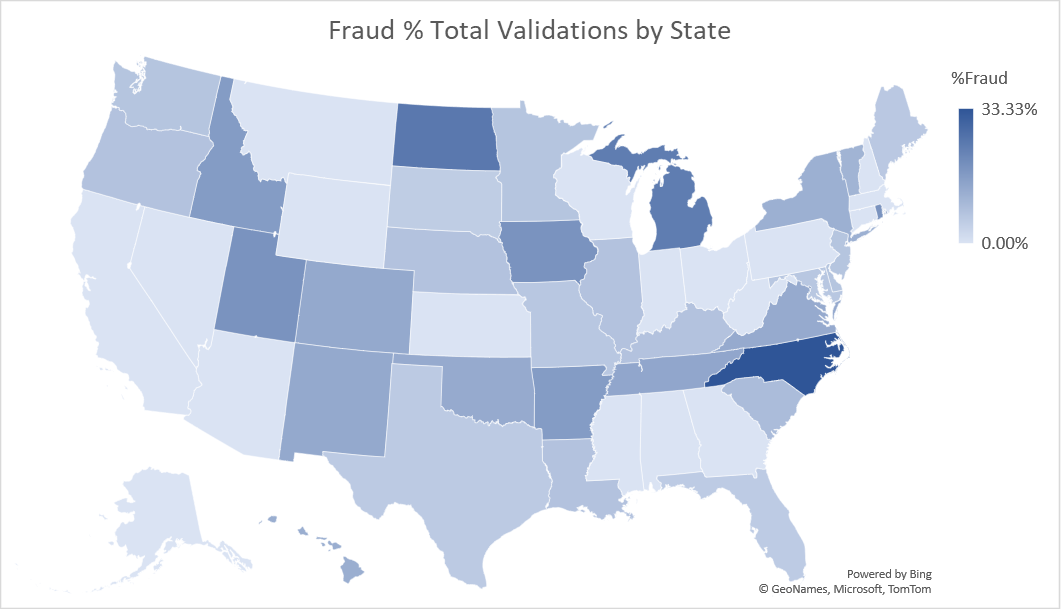 Fraud % Total Validations by State
%Fraud
33.33%
0.00%
Powered by Bing
© GeoNames, Microsoft, TomTom